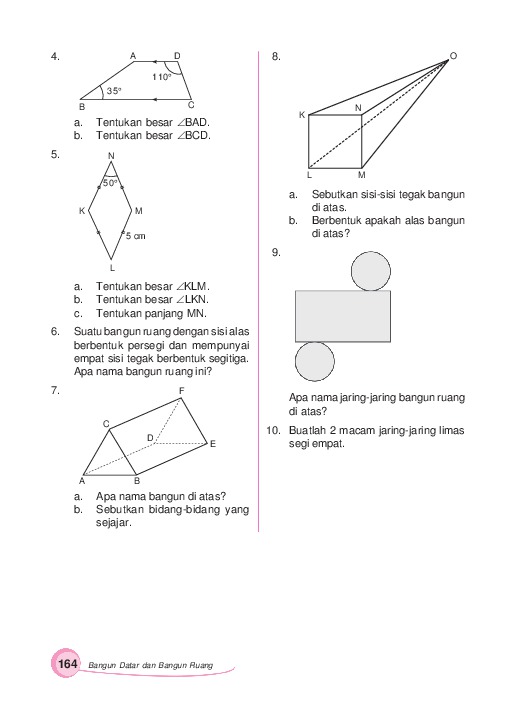 4.
A D
110°
35°
B C
a. Tentukan besar ∠BAD.
b. Tentukan besar ∠BCD.
5.
N
50°
K M
5 cm
L
a. Tentukan besar ∠KLM.
b. Tentukan besar ∠LKN.
c. Tentukan panjang MN.
6. Suatu bangun ruang dengan sisi alas
berbentuk persegi dan mempunyai
empat sisi tegak berbentuk segitiga.
Apa nama bangun ruang ini?
7.
F
C
D
E
A B
a. Apa nama bangun di atas?
b. Sebutkan bidang-bidang yang
sejajar.
8.
O
K N
L M
a. Sebutkan sisi-sisi tegak bangun
di atas.
b. Berbentuk apakah alas bangun
di atas?
9.
Apa nama jaring-jaring bangun ruang
di atas?
10. Buatlah 2 macam jaring-jaring limas
segi empat.
164 Bangun Datar dan Bangun Ruang